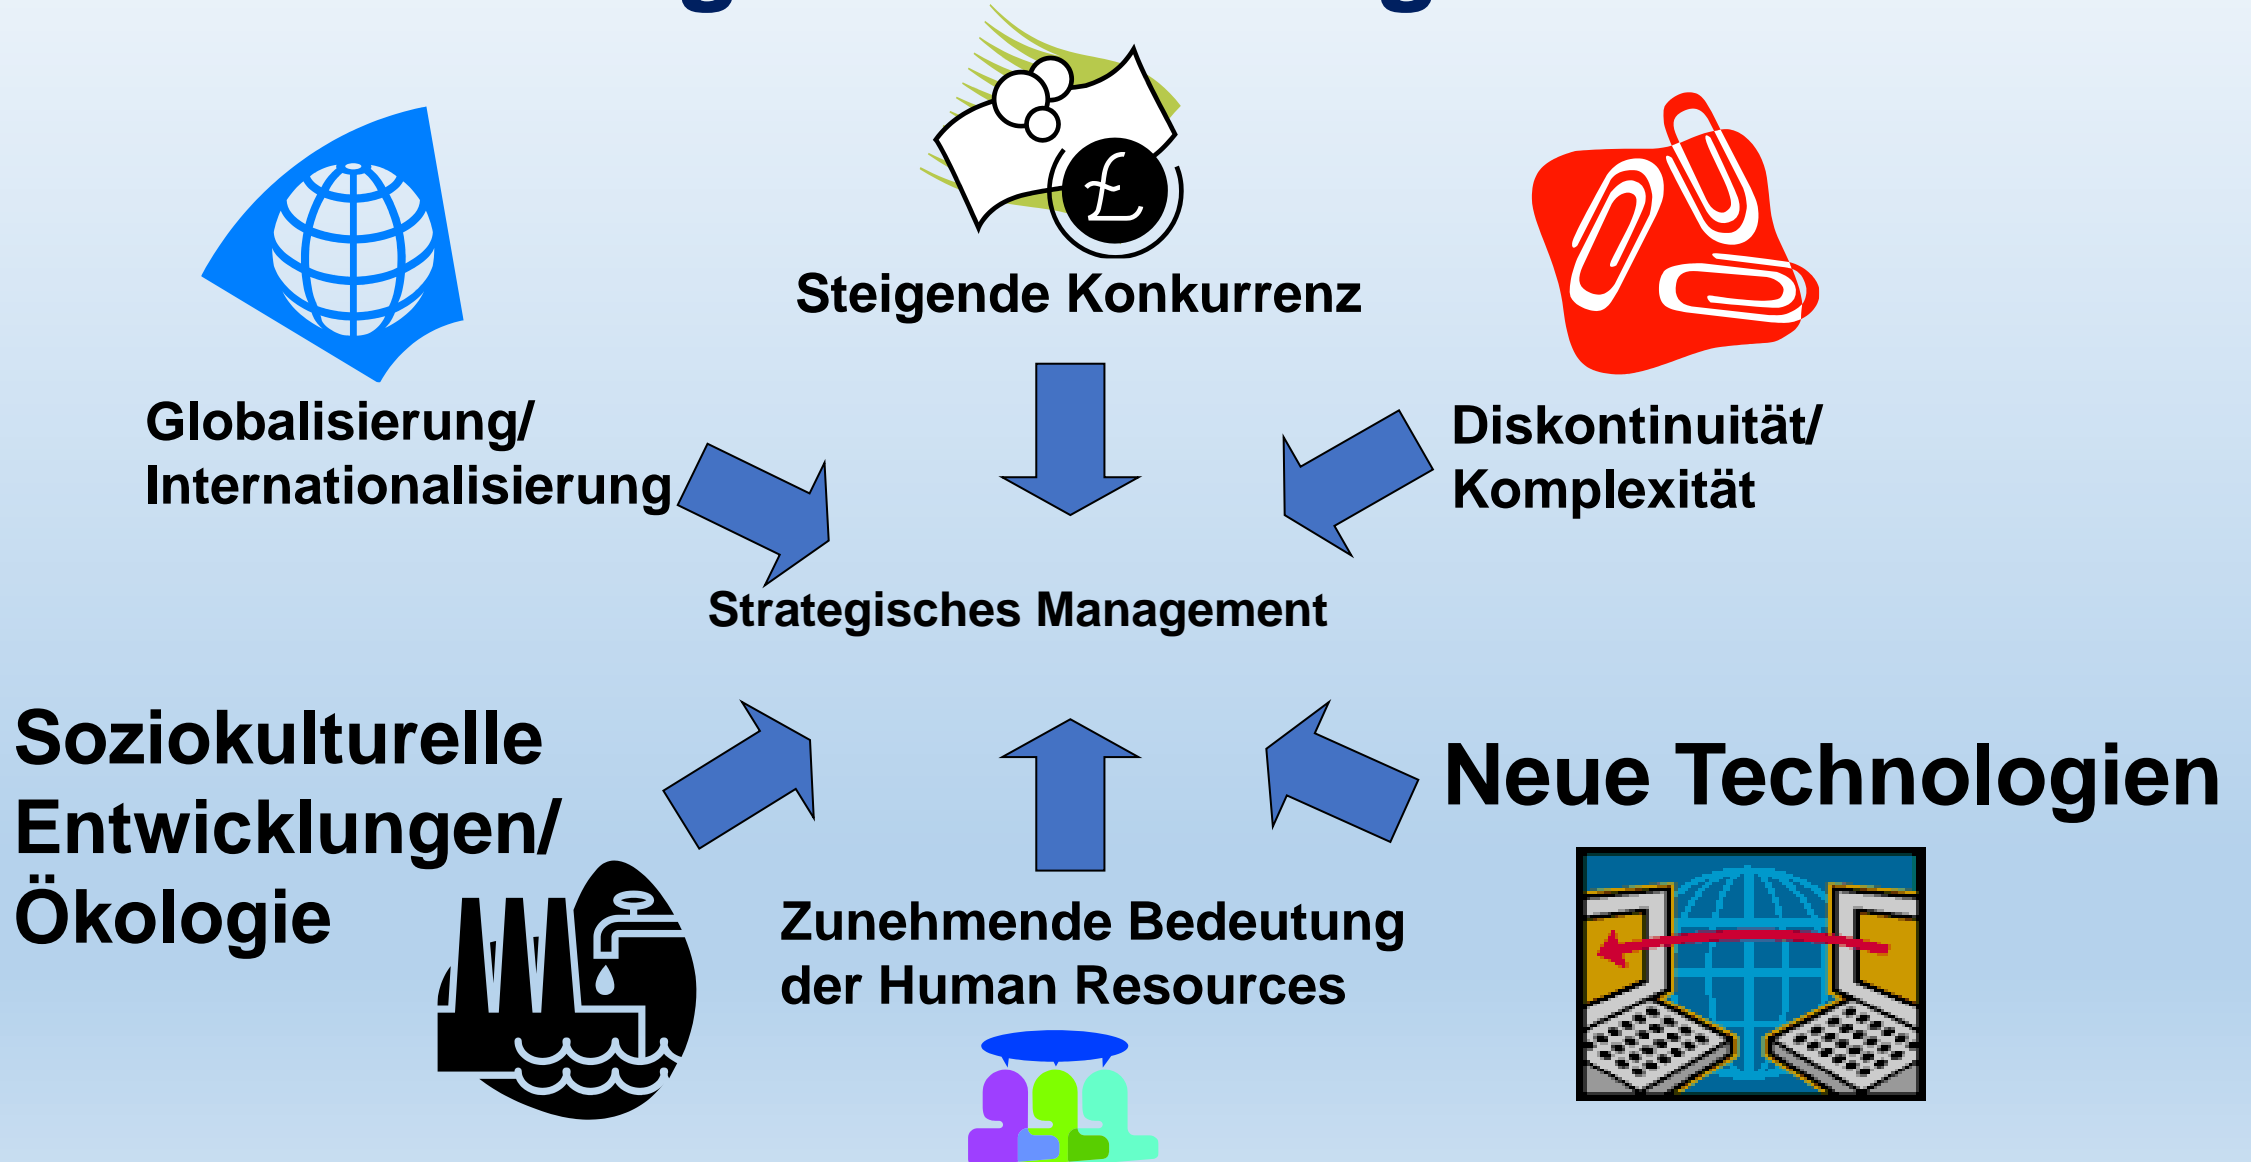 Steigende Konkurrenz
Globalisierung/
Internationalisierung
Diskontinuität/
Komplexität
Strategisches Management
Soziokulturelle
Entwicklungen/
Ökologie
Neue Technologien
Zunehmende Bedeutung
der Human Resources
£